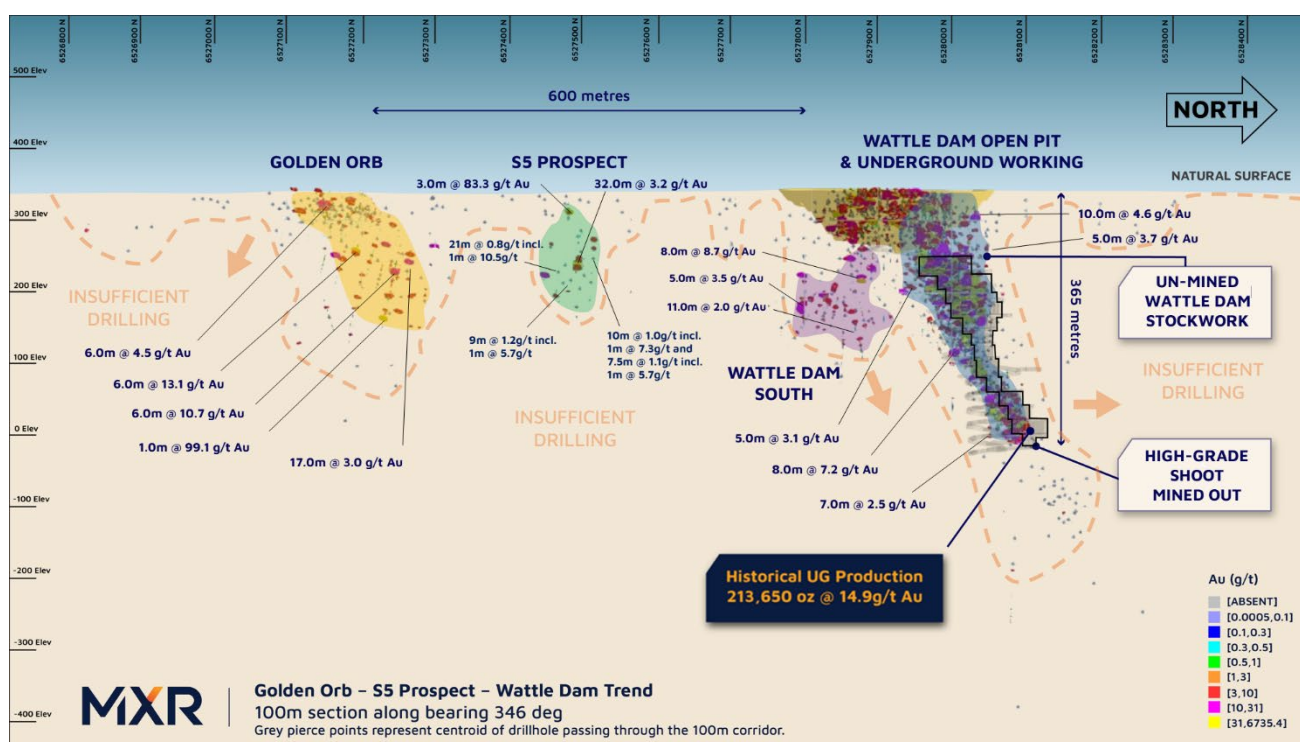 6526800 N
6526900 N
6527000 N
6527100 N
6527200 N
6527300 N
6527400 N
6527500 N
6527600 N
6527700 N
6527800 N
6527900 N
6528000 N
6528100 N
6528200 N
6528300 N
6528400 N
500 Elev
400 Elev
300 Elev
200 Elev
100 Elev
0 Elev
-100 Elev
-200 Elev
-300 Elev
-400 Elev
600 metres
NORTH
GOLDEN ORB
S5 PROSPECT
WATTLE DAM OPEN PIT
& UNDERGROUND WORKING
NATURAL SURFACE
3.0m @ 83.3 g/t Au
32.0m @ 3.2 g/t Au
10.0m @ 4.6 g/t Au
5.0m @ 3.7 g/t Au
21m @ 0.8g/t incl.
1m @ 10.5g/t
8.0m @ 8.7 g/t Au
5.0m @ 3.5 g/t Au
11.0m @ 2.0 g/t Au
INSUFFICIENT
DRILLING
365 metres
UN-MINED
WATTLE DAM
STOCKWORK
6.0m @ 4.5 g/t Au
6.0m @ 13.1 g/t Au
6.0m @ 10.7 g/t Au
1.0m @ 99.1 g/t Au
17.0m @ 3.0 g/t Au
9m @ 1.2g/t incl.
1m @ 5.7g/t
10m @ 1.0g/t incl.
1m @ 7.3g/t and
7.5m @ 1.1g/t incl.
1m @ 5.7g/t
INSUFFICIENT
DRILLING
WATTLE DAM
SOUTH
INSUFFICIENT
DRILLING
5.0m @ 3.1 g/t Au
8.0m @ 7.2 g/t Au
7.0m @ 2.5 g/t Au
HIGH-GRADE
SHOOT
MINED OUT
Historical UG Production
213,650 oz @ 14.9g/t Au
Au (g/t)
[ABSENT]
[0.0005,0.1]
[0.1,0.3]
[0.3,0.5]
[0.5,1]
[1,3]
[3,10]
[10,31]
[31,6735.4]
MXR
Golden Orb – S5 Prospect – Wattle Dam Trend
100m section along bearing 346 deg
Grey pierce points represent centroid of drillhole passing through the 100m corridor.